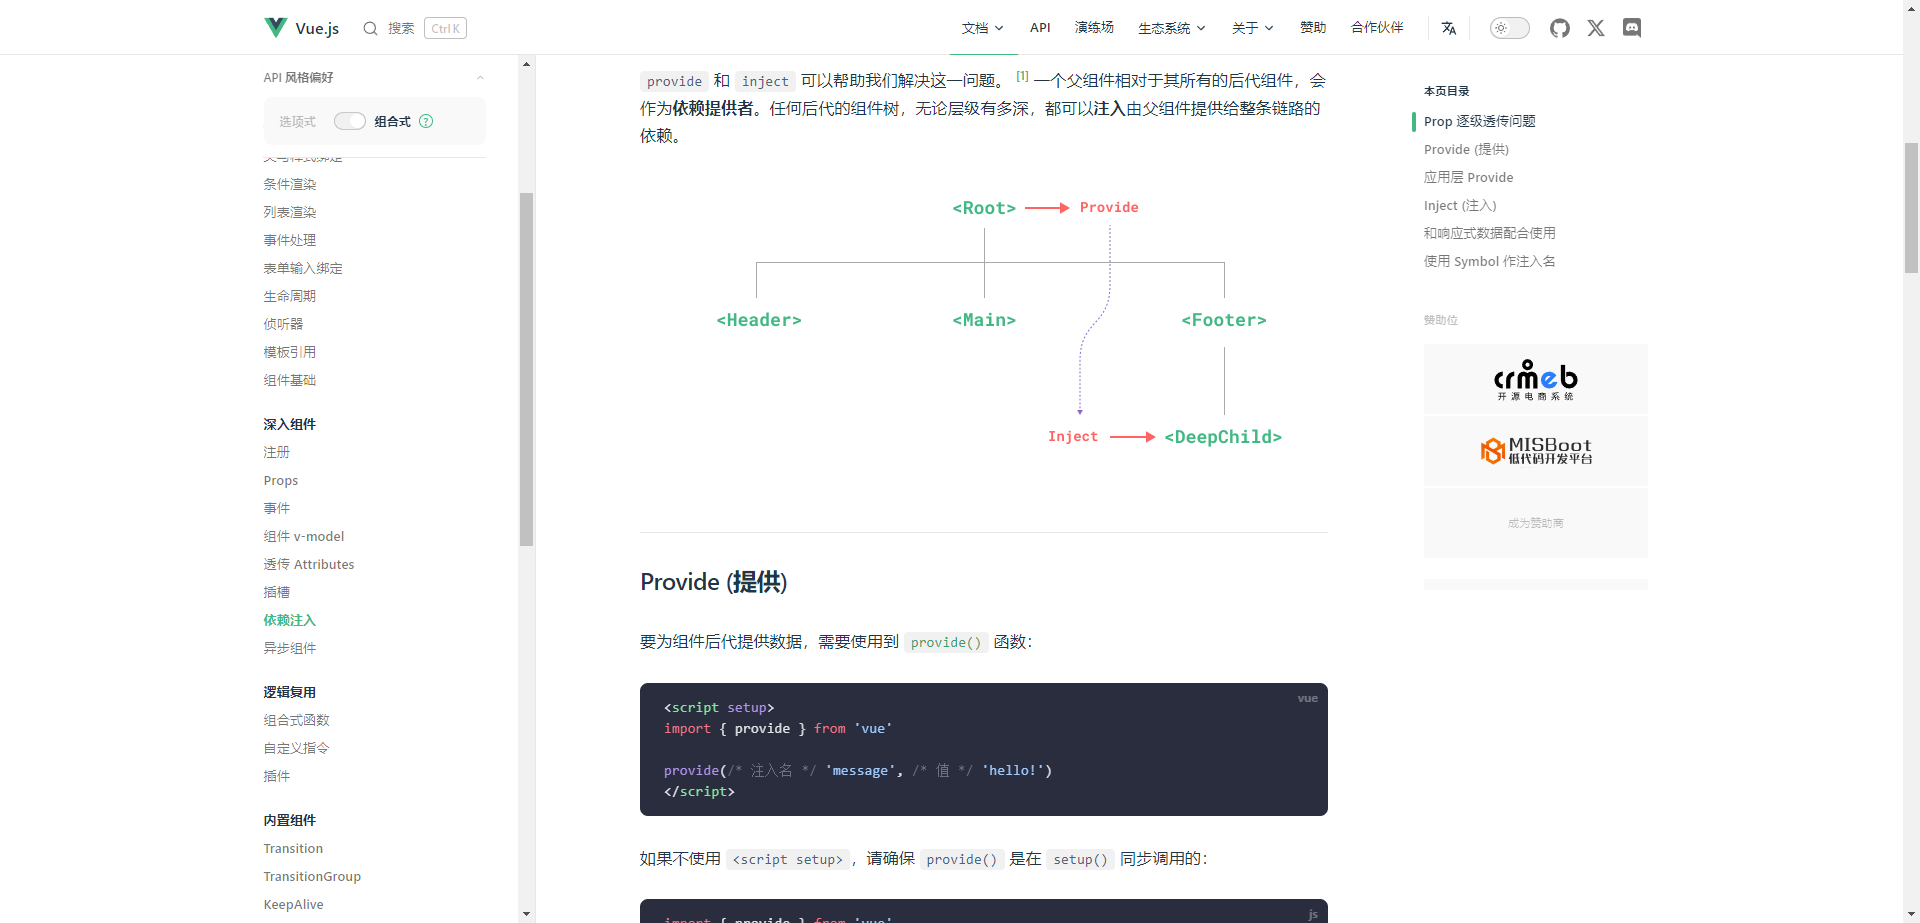 Vue.js
搜索
Ctrl K
文档
API
演练场
生态系统
关于
赞助
合作伙伴
API 风格偏好
选项式
组合式
条件渲染
列表渲染
事件处理
表单输入绑定
生命周期
侦听器
模板引用
组件基础
深入组件
注册
Props
事件
组件 v-model
透传 Attributes
插槽
依赖注入
异步组件
逻辑复用
组合式函数
自定义指令
插件
内置组件
Transition
TransitionGroup
KeepAlive
provide 和 inject 可以帮助我们解决这一问题。 [1] 一个父组件相对于其所有的后代组件，会
作为依赖提供者。任何后代的组件树，无论层级有多深，都可以注入由父组件提供给整条链路的
依赖。
<Root> Provide
<Header> <Main> <Footer>
Inject <DeepChild>
Provide (提供)
要为组件后代提供数据，需要使用到 provide() 函数：
vue
<script setup>
import { provide } from 'vue'
provide(/* 注入名 */ 'message', /* 值 */ 'hello!')
</script>
如果不使用 <script setup>，请确保 provide() 是在 setup() 同步调用的：
js
import { provide } from 'vue'
本页目录
Prop 逐级透传问题
Provide (提供)
应用层 Provide
Inject (注入)
和响应式数据配合使用
使用 Symbol 作注入名
赞助位
crmeb
开源电商系统
MISBoot
低代码开发平台
成为赞助商